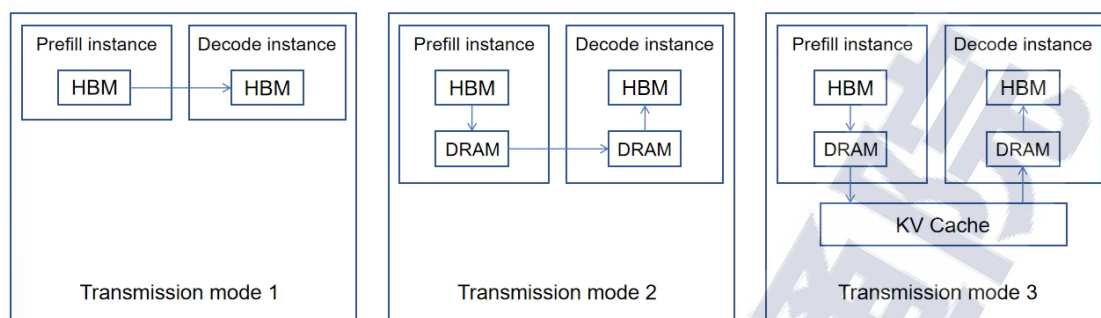 Prefill instance
Decode instance
HBM
HBM
Transmission mode 1
Prefill instance
Decode instance
HBM
HBM
DRAM
DRAM
Transmission mode 2
Prefill instance
Decode instance
HBM
HBM
DRAM
DRAM
KV Cache
Transmission mode 3